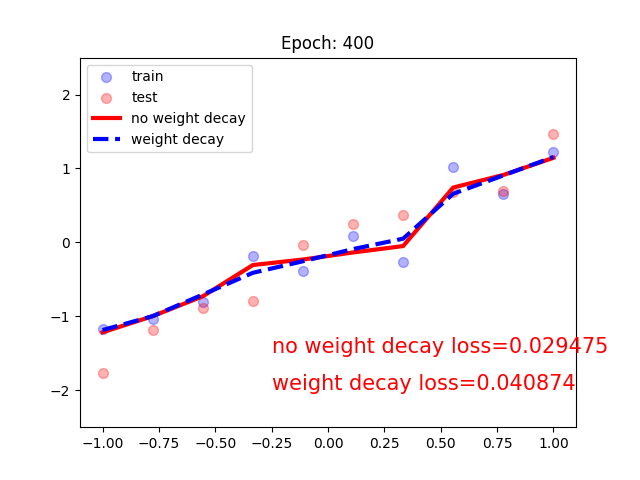 Epoch: 400
train
test
no weight decay
weight decay
2
1
0
−1
−2
no weight decay loss=0.029475
weight decay loss=0.040874
−1.00 −0.75 −0.50 −0.25 0.00 0.25 0.50 0.75 1.00